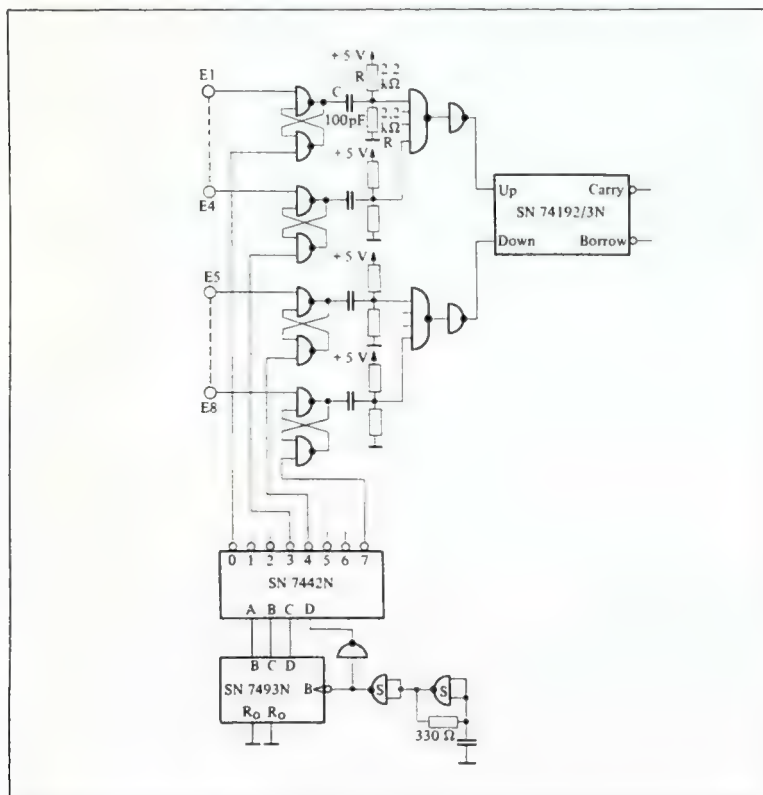 + 5 V
E1
R
2.2
kΩ
C
100pF
2.2
kΩ
R
+ 5 V
Up
Carry
SN 74192/3N
E4
Down
Borrow
+ 5 V
E5
+ 5 V
E8
0 1 2 3 4 5 6 7
SN 7442N
A B C D
B C D
SN 7493N
B
S
S
R₀ R₀
330 Ω